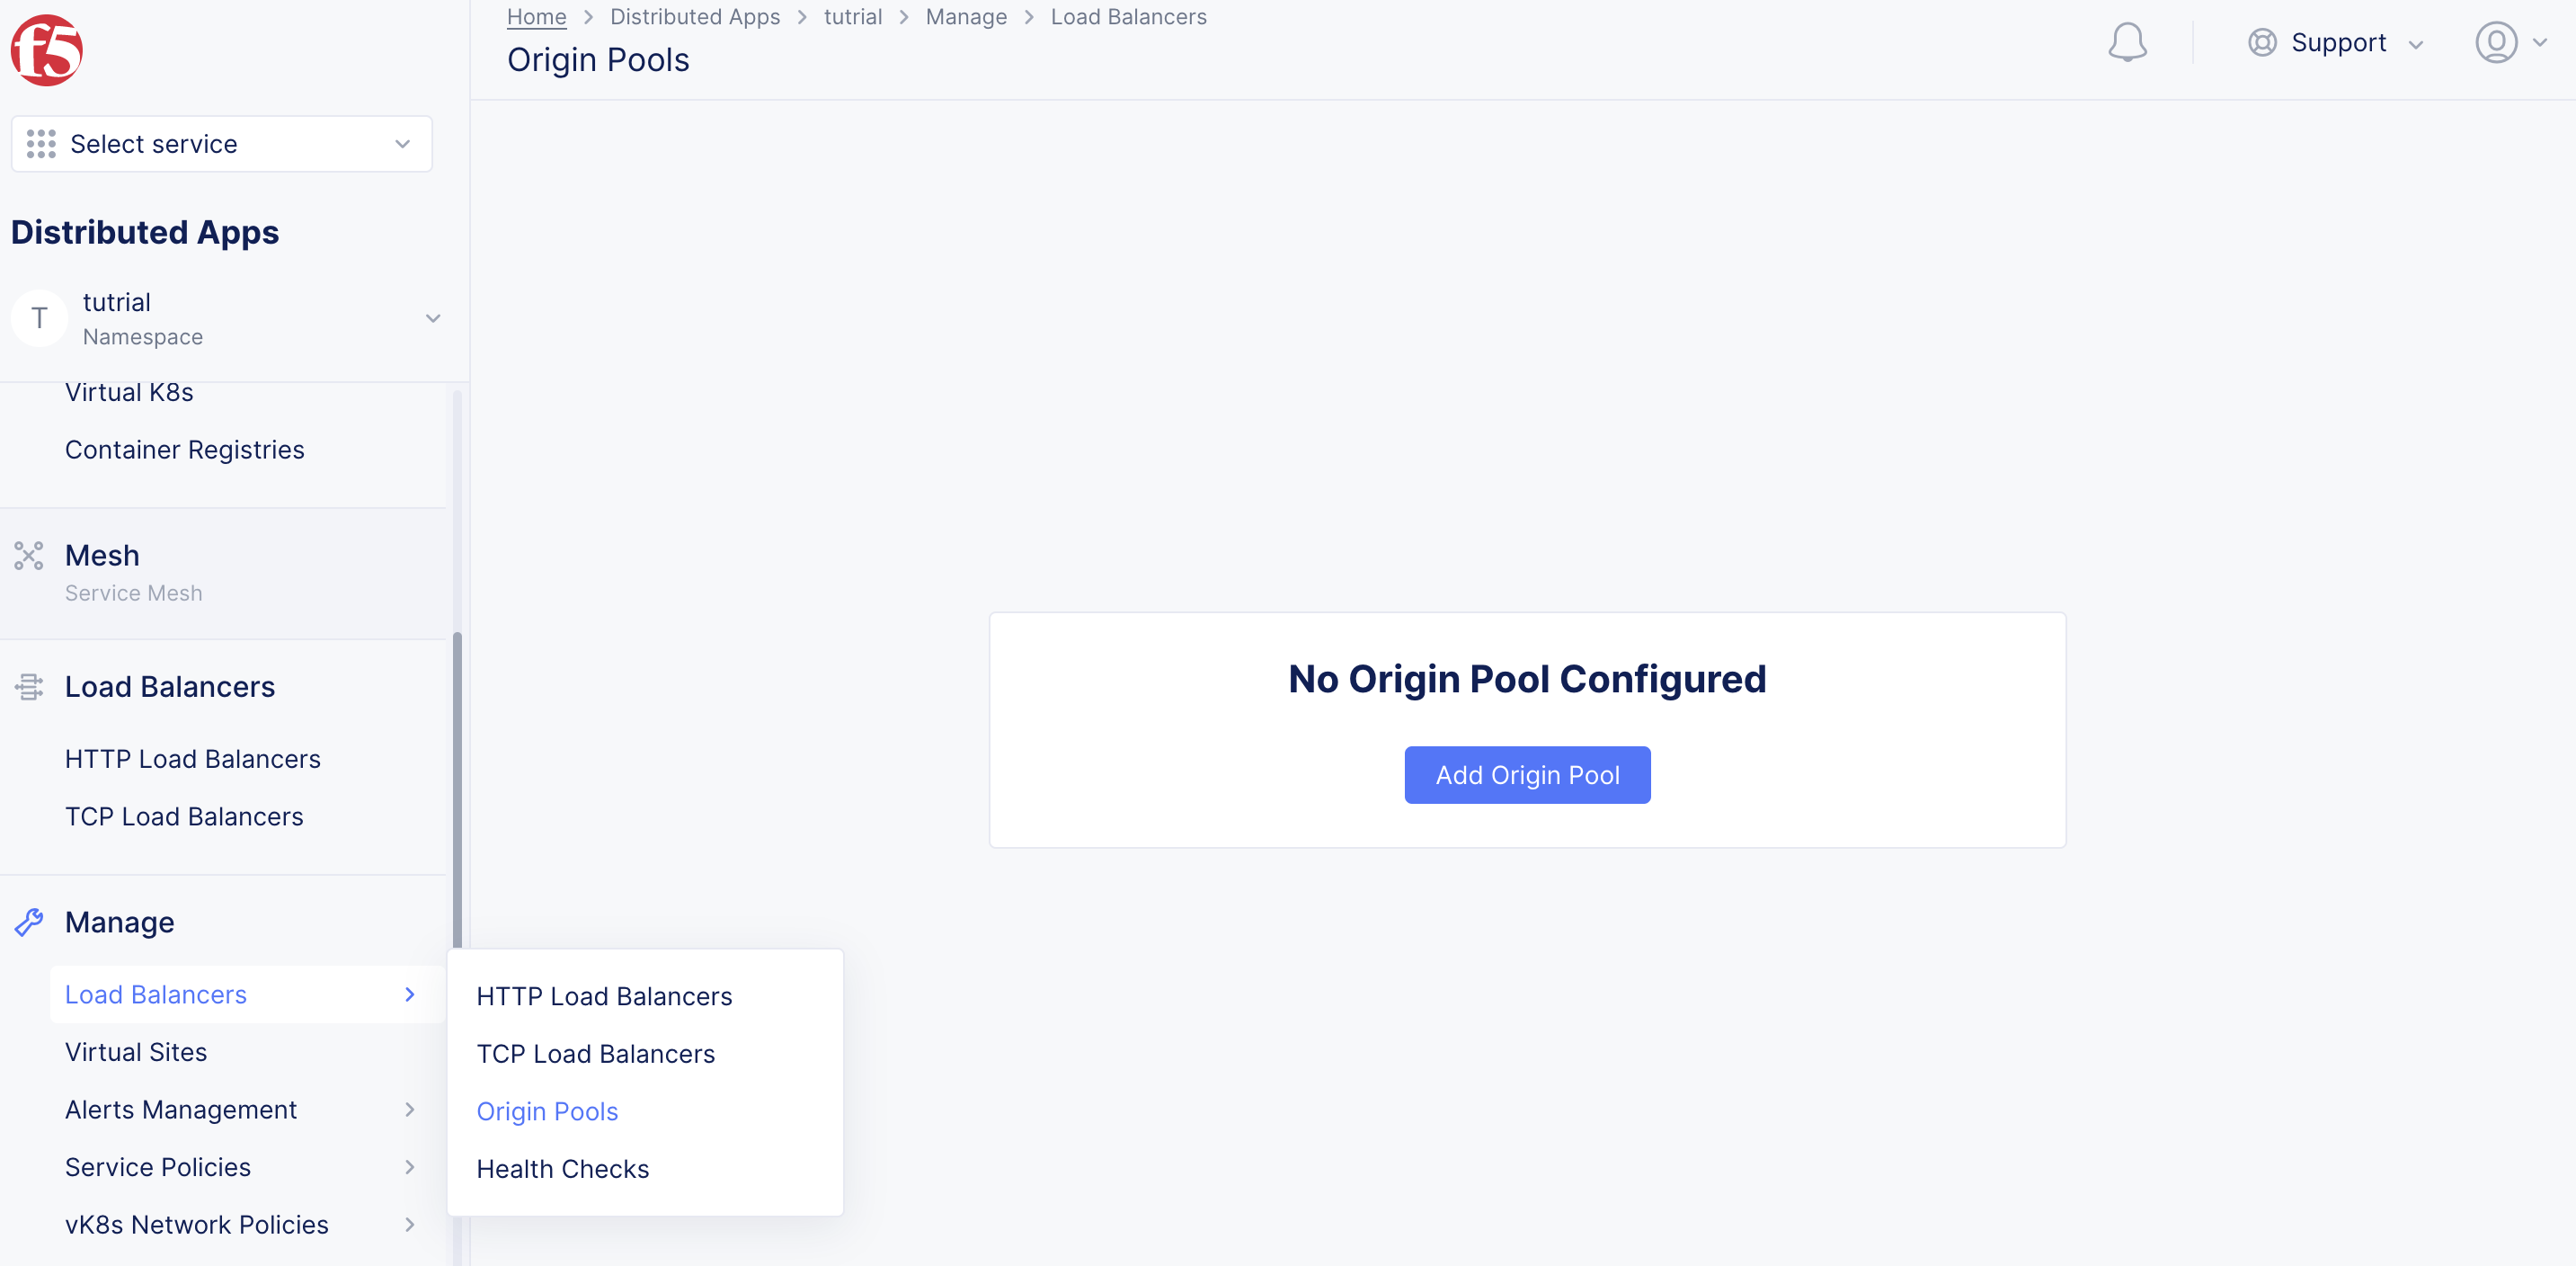 f5
Home > Distributed Apps > tutrial > Manage > Load Balancers
Origin Pools
Support
Select service
Distributed Apps
T
tutrial
Namespace
Virtual K8s
Container Registries
Mesh
Service Mesh
Load Balancers
HTTP Load Balancers
TCP Load Balancers
Manage
Load Balancers
Virtual Sites
Alerts Management
Service Policies
vK8s Network Policies
HTTP Load Balancers
TCP Load Balancers
Origin Pools
Health Checks
No Origin Pool Configured
Add Origin Pool